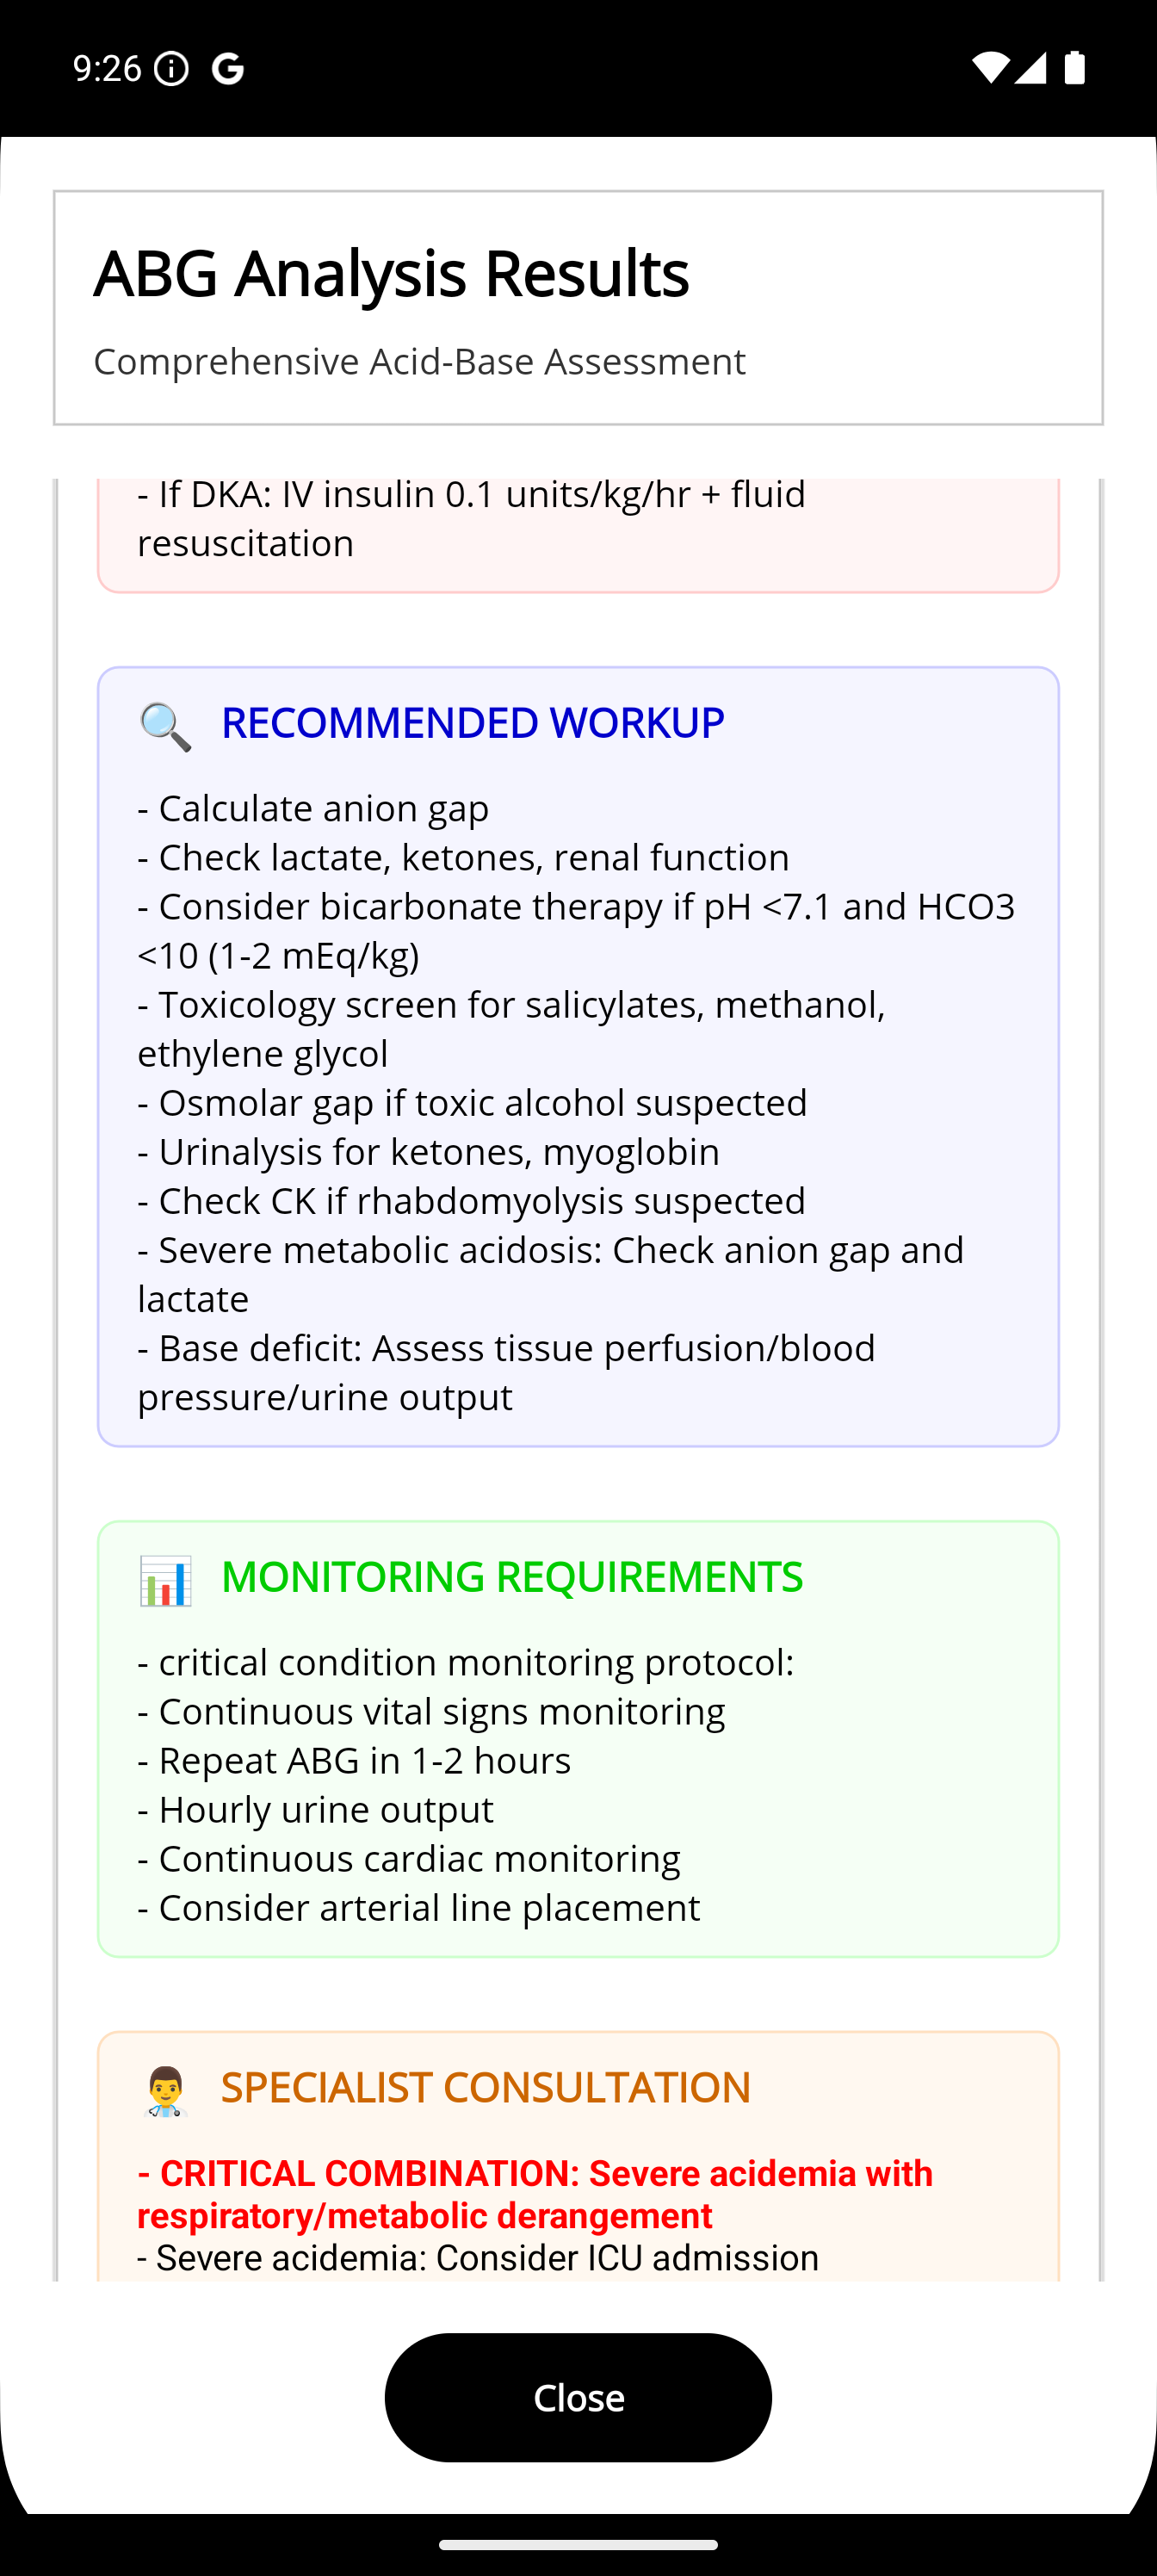 9:26
ABG Analysis Results
Comprehensive Acid-Base Assessment
- If DKA: IV insulin 0.1 units/kg/hr + fluid
resuscitation
RECOMMENDED WORKUP
- Calculate anion gap
- Check lactate, ketones, renal function
- Consider bicarbonate therapy if pH <7.1 and HCO3
<10 (1-2 mEq/kg)
- Toxicology screen for salicylates, methanol,
ethylene glycol
- Osmolar gap if toxic alcohol suspected
- Urinalysis for ketones, myoglobin
- Check CK if rhabdomyolysis suspected
- Severe metabolic acidosis: Check anion gap and
lactate
- Base deficit: Assess tissue perfusion/blood
pressure/urine output
MONITORING REQUIREMENTS
- critical condition monitoring protocol:
- Continuous vital signs monitoring
- Repeat ABG in 1-2 hours
- Hourly urine output
- Continuous cardiac monitoring
- Consider arterial line placement
SPECIALIST CONSULTATION
- CRITICAL COMBINATION: Severe acidemia with
respiratory/metabolic derangement
- Severe acidemia: Consider ICU admission
Close